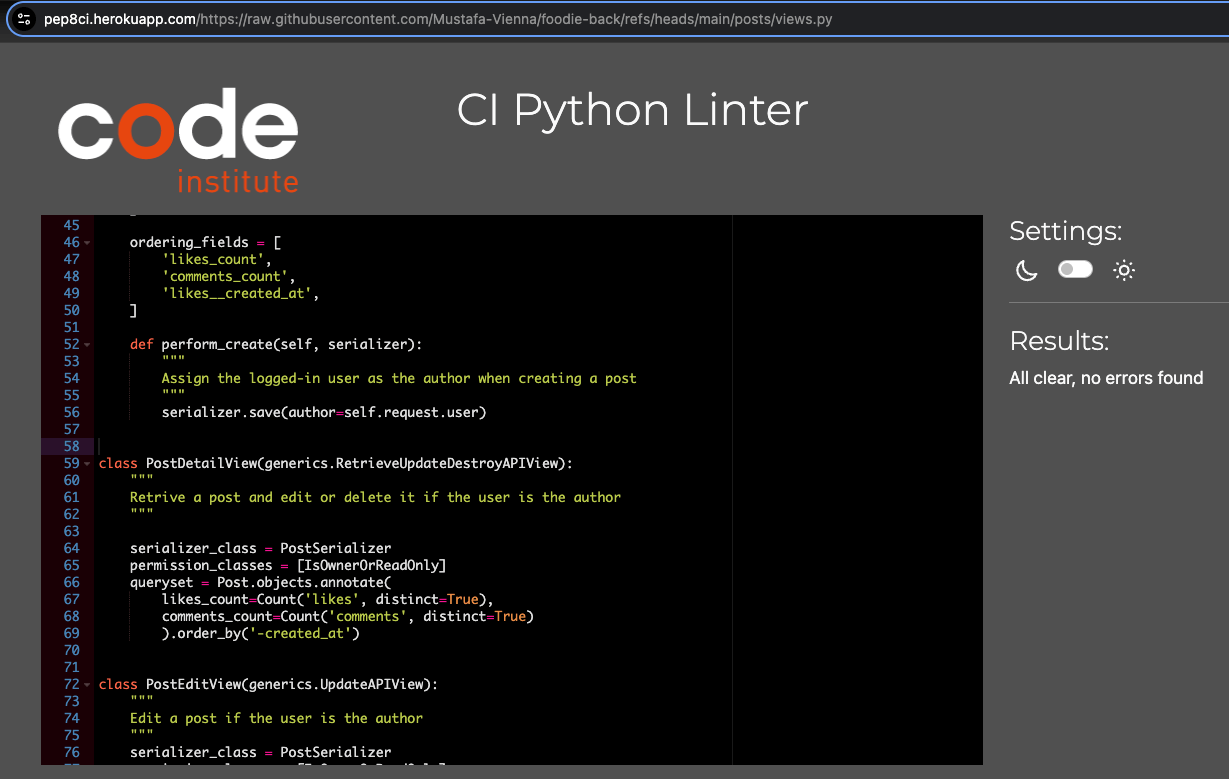 pep8ci.herokuapp.com/https://raw.githubusercontent.com/Mustafa-Vienna/foodie-back/refs/heads/main/posts/views.py
code
institute
CI Python Linter
45
46 ordering_fields = [
47 'likes_count',
48 'comments_count',
49 'likes__created_at',
50 ]
51
52 def perform_create(self, serializer):
53 """
54 Assign the logged-in user as the author when creating a post
55 """
56 serializer.save(author=self.request.user)
57
58
59 class PostDetailView(generics.RetrieveUpdateDestroyAPIView):
60 """
61 Retrive a post and edit or delete it if the user is the author
62 """
63
64 serializer_class = PostSerializer
65 permission_classes = [IsOwnerOrReadOnly]
66 queryset = Post.objects.annotate(
67 likes_count=Count('likes', distinct=True),
68 comments_count=Count('comments', distinct=True)
69 ).order_by('-created_at')
70
71
72 class PostEditView(generics.UpdateAPIView):
73 """
74 Edit a post if the user is the author
75 """
76 serializer_class = PostSerializer
Settings:
Results:
All clear, no errors found